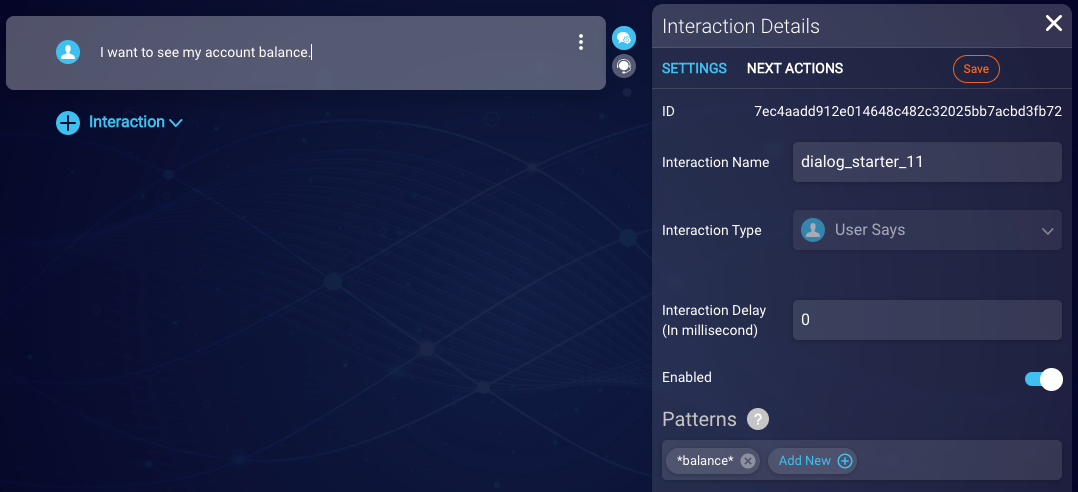 I want to see my account balance.
Interaction
Interaction Details
SETTINGS NEXT ACTIONS Save
ID 7ec4aadd912e014648c482c32025bb7acbd3fb72
Interaction Name dialog_starter_11
Interaction Type User Says
Interaction Delay
(In millisecond) 0
Enabled
Patterns ?
*balance* Add New